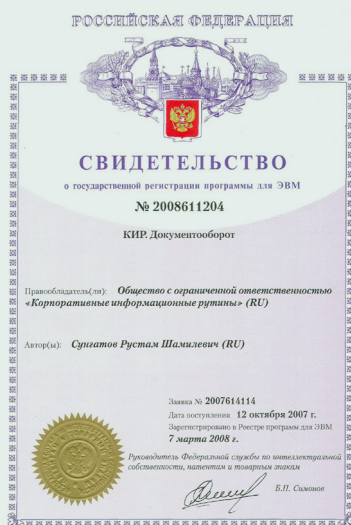 РОССИЙСКАЯ ФЕДЕРАЦИЯ
СВИДЕТЕЛЬСТВО
о государственной регистрации программы для ЭВМ
№ 2008611204
КИР. Документооборот
Правообладатель(ли): Общество с ограниченной ответственностью
«Корпоративные информационные рутины» (RU)
Автор(ы): Сунгатов Рустам Шамилевич (RU)
Заявка № 2007614114
Дата поступления 12 октября 2007 г.
Зарегистрировано в Реестре программ для ЭВМ
7 марта 2008 г.
Руководитель Федеральной службы по интеллектуальной
собственности, патентам и товарным знакам
Б.П. Симонов